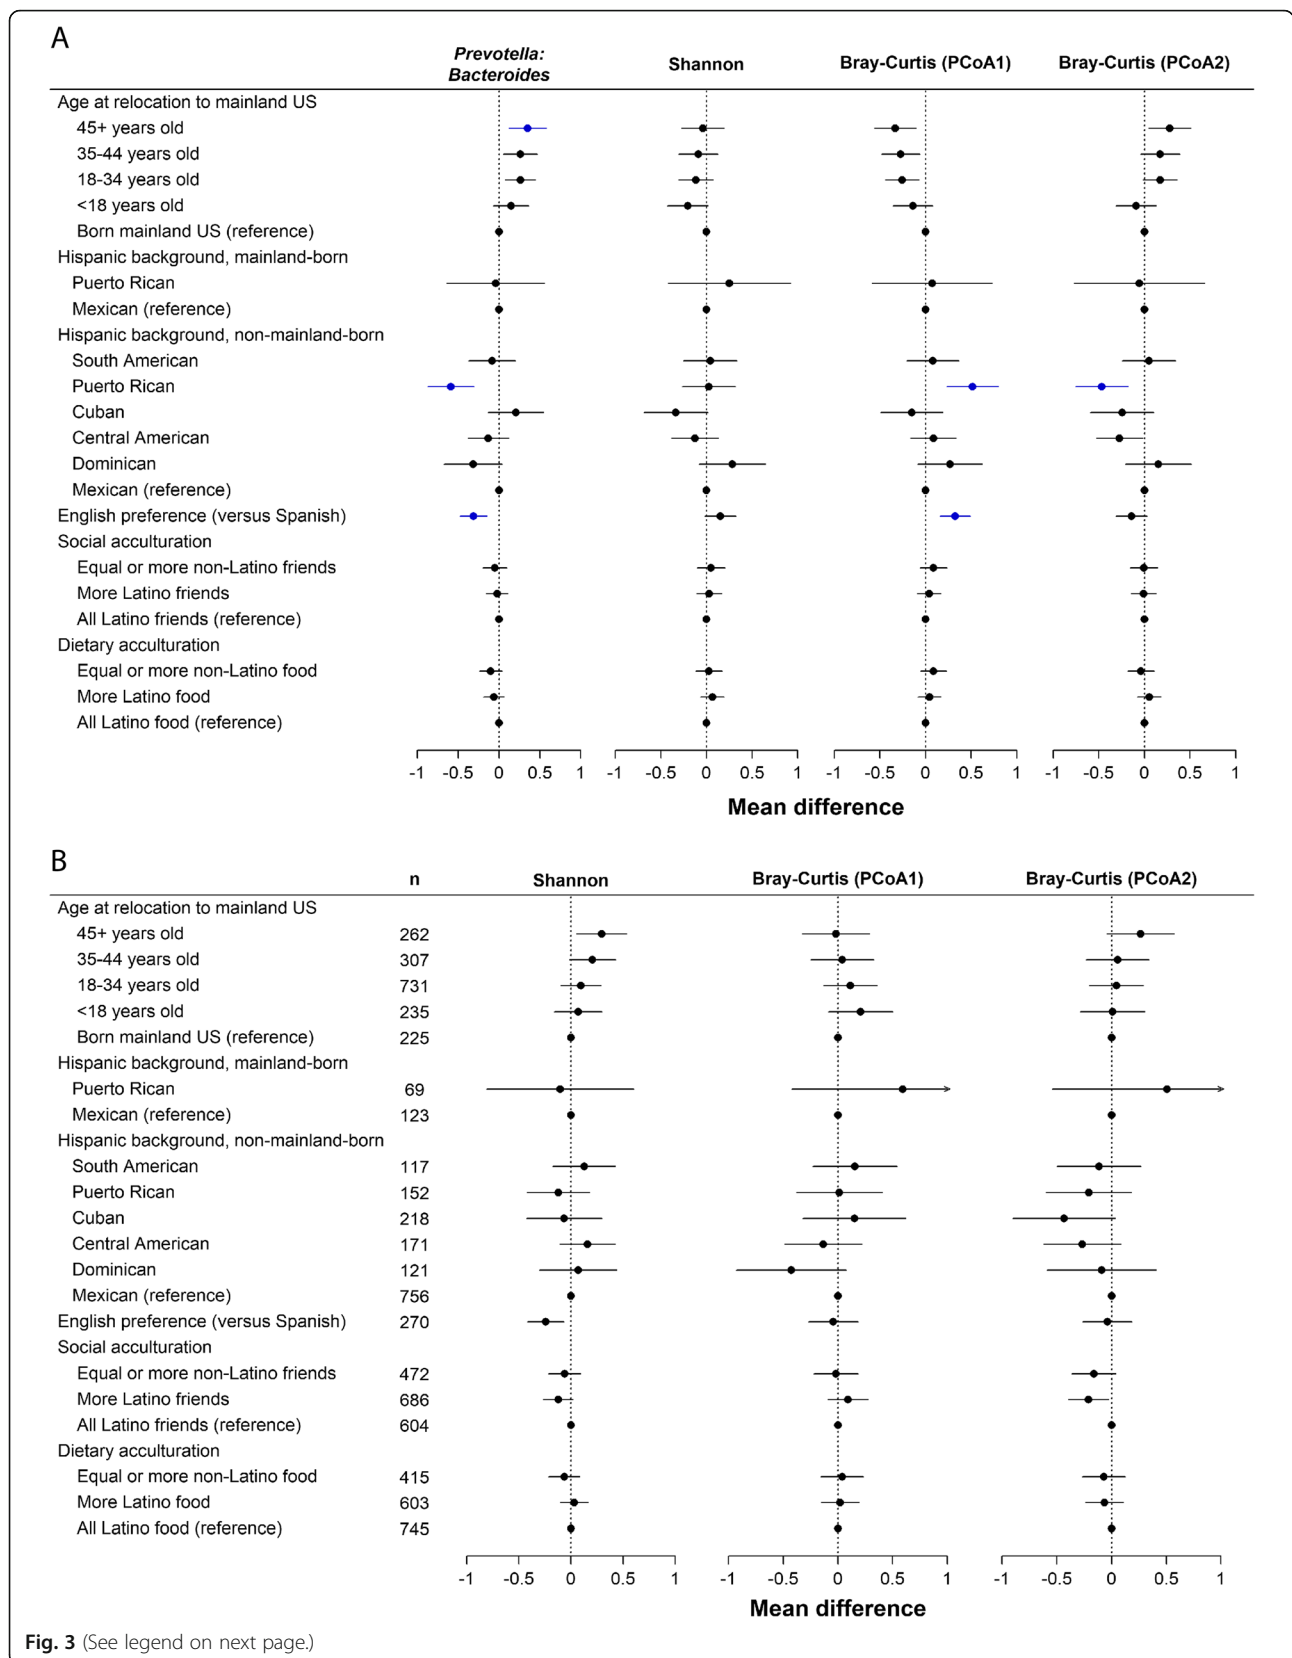 A
Prevotella: Bacteroides Shannon Bray-Curtis (PCoA1) Bray-Curtis (PCoA2)
Age at relocation to mainland US
45+ years old
35-44 years old
18-34 years old
<18 years old
Born mainland US (reference)
Hispanic background, mainland-born
Puerto Rican
Mexican (reference)
Hispanic background, non-mainland-born
South American
Puerto Rican
Cuban
Central American
Dominican
Mexican (reference)
English preference (versus Spanish)
Social acculturation
Equal or more non-Latino friends
More Latino friends
All Latino friends (reference)
Dietary acculturation
Equal or more non-Latino food
More Latino food
All Latino food (reference)
-1 -0.5 0 0.5 1 -1 -0.5 0 0.5 1 -1 -0.5 0 0.5 1 -1 -0.5 0 0.5 1
Mean difference
B
n Shannon Bray-Curtis (PCoA1) Bray-Curtis (PCoA2)
Age at relocation to mainland US
45+ years old 262
35-44 years old 307
18-34 years old 731
<18 years old 235
Born mainland US (reference) 225
Hispanic background, mainland-born
Puerto Rican 69
Mexican (reference) 123
Hispanic background, non-mainland-born
South American 117
Puerto Rican 152
Cuban 218
Central American 171
Dominican 121
Mexican (reference) 756
English preference (versus Spanish) 270
Social acculturation
Equal or more non-Latino friends 472
More Latino friends 686
All Latino friends (reference) 604
Dietary acculturation
Equal or more non-Latino food 415
More Latino food 603
All Latino food (reference) 745
-1 -0.5 0 0.5 1 -1 -0.5 0 0.5 1 -1 -0.5 0 0.5 1
Mean difference
Fig. 3 (See legend on next page.)